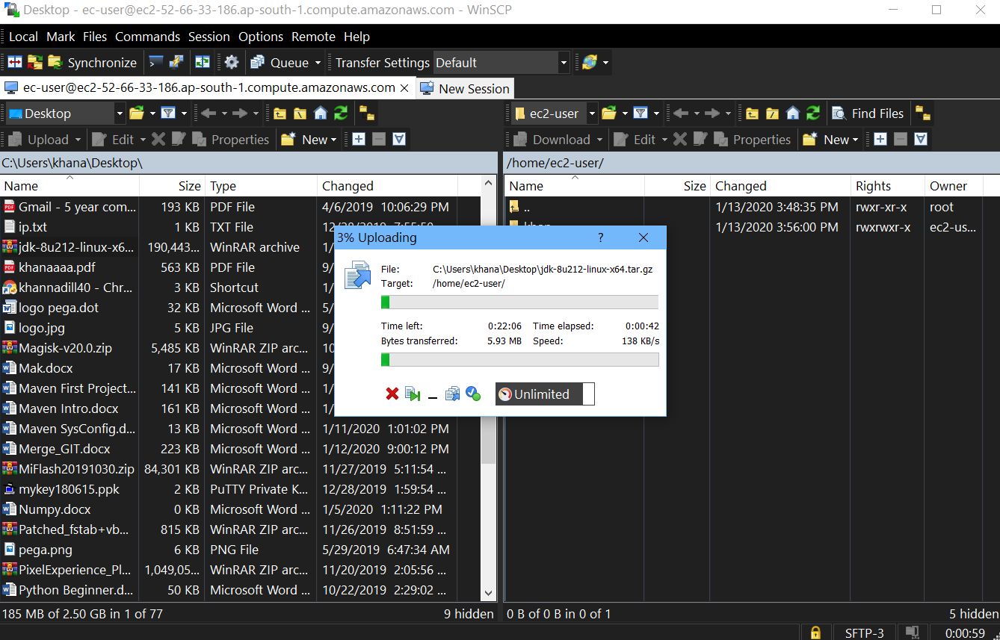 Desktop - ec-user@ec2-52-66-33-186.ap-south-1.compute.amazonaws.com - WinSCP
Local Mark Files Commands Session Options Remote Help
Synchronize Queue Transfer Settings Default
ec-user@ec2-52-66-33-186.ap-south-1.compute.amazonaws.com New Session
Desktop
Upload Edit Properties New
C:\Users\khana\Desktop\
Name Size Type Changed
Gmail - 5 year com... 193 KB PDF File 4/6/2019 10:06:29 PM
ip.txt 1 KB TXT File 12/28/2019 7:55:50
jdk-8u212-linux-x6... 190,443... WinRAR archive 1/
khanaaaa.pdf 563 KB PDF File 9/
khannadill40 - Chr... 3 KB Shortcut 1/
logo pega.dot 32 KB Microsoft Word ... 5/
logo.jpg 5 KB JPG File 9/
Magisk-v20.0.zip 5,485 KB WinRAR ZIP arc... 10
Mak.docx 17 KB Microsoft Word ... 9/
Maven First Project... 141 KB Microsoft Word ... 1/
Maven Intro.docx 161 KB Microsoft Word ... 1/
Maven SysConfig.d... 13 KB Microsoft Word ... 1/11/2020 1:01:02 PM
Merge_GIT.docx 223 KB Microsoft Word ... 1/12/2020 9:00:12 PM
MiFlash20191030.zip 84,301 KB WinRAR ZIP arc... 11/27/2019 5:11:54 ...
mykey180615.ppk 2 KB PuTTY Private K... 12/28/2019 1:59:54 ...
Numpy.docx 0 KB Microsoft Word ... 1/5/2020 1:11:22 PM
Patched_fstab+vb... 815 KB WinRAR ZIP arc... 11/26/2019 8:51:59 ...
pega.png 6 KB PNG File 5/29/2019 6:47:34 AM
PixelExperience_Pl... 1,049,05... WinRAR ZIP arc... 11/20/2019 2:05:56 ...
Python Beginner.d... 50 KB Microsoft Word ... 10/22/2019 2:29:02 ...
185 MB of 2.50 GB in 1 of 77 9 hidden
ec2-user Find Files
Download Edit Properties New
/home/ec2-user/
Name Size Changed Rights Owner
.. 1/13/2020 3:48:35 PM rwxr-xr-x root
1/13/2020 3:56:00 PM rwxrwxr-x ec2-us...
0 B of 0 B in 0 of 1 5 hidden
3% Uploading ?
File: C:\Users\khana\Desktop\jdk-8u212-linux-x64.tar.gz
Target: /home/ec2-user/
Time left: 0:22:06 Time elapsed: 0:00:42
Bytes transferred: 5.93 MB Speed: 138 KB/s
Unlimited
SFTP-3 0:00:59